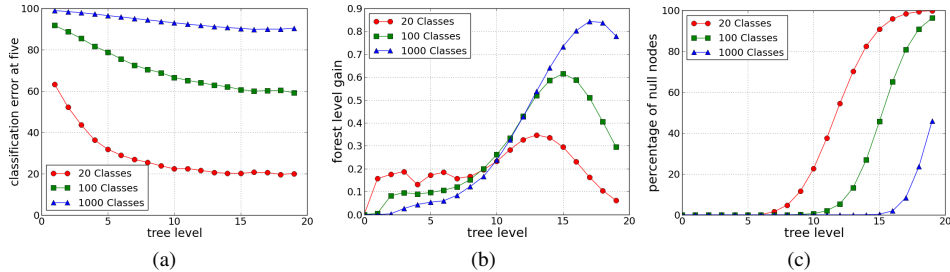 classification error at five
100
80
60
40
20
0
0 5 10 15 20
tree level
20 Classes
100 Classes
1000 Classes
(a)
forest level gain
0.9
0.8
0.7
0.6
0.5
0.4
0.3
0.2
0.1
0.0
0 5 10 15 20
tree level
20 Classes
100 Classes
1000 Classes
(b)
percentage of null nodes
100
80
60
40
20
0
0 5 10 15 20
tree level
20 Classes
100 Classes
1000 Classes
(c)